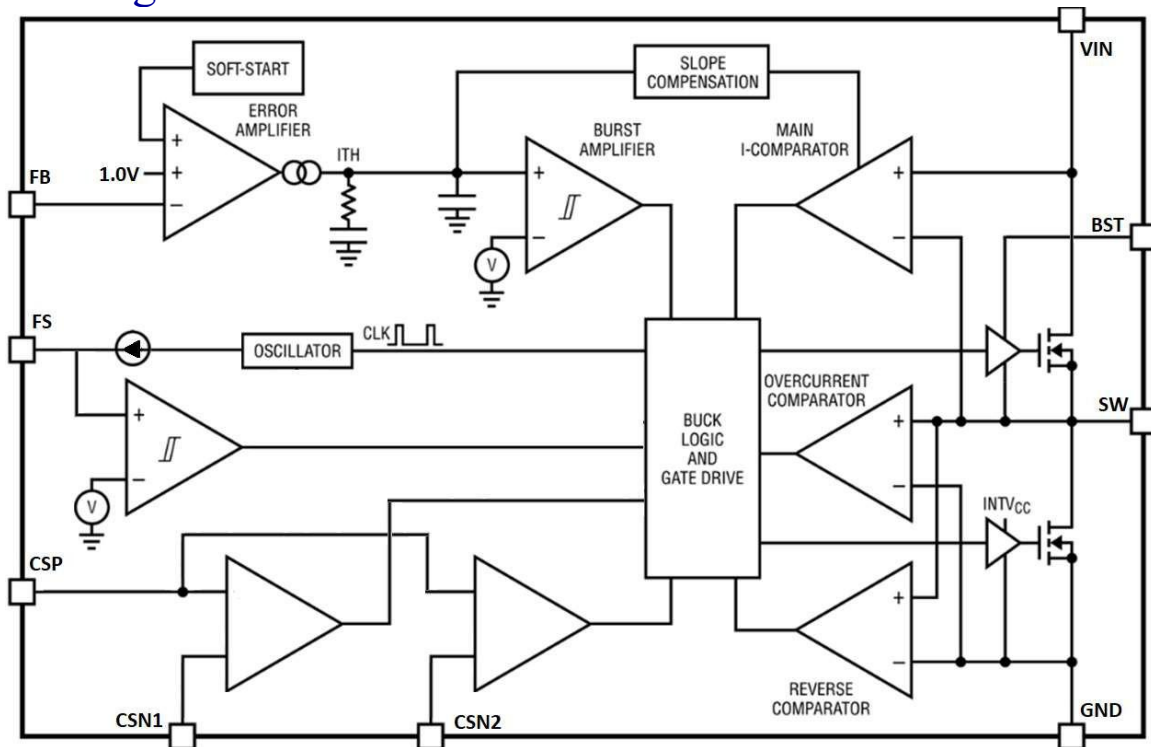 VIN
SOFT-START
SLOPE
COMPENSATION
ERROR
AMPLIFIER
BURST
AMPLIFIER
MAIN
I-COMPARATOR
ITH
+
+
+
+
FB
1.0V
−
−
−
BST
V
FS
CLK
OSCILLATOR
OVERCURRENT
COMPARATOR
SW
+
+
BUCK
LOGIC
AND
GATE DRIVE
−
−
INTVCC
V
CSP
+
−
REVERSE
COMPARATOR
CSN1
CSN2
GND